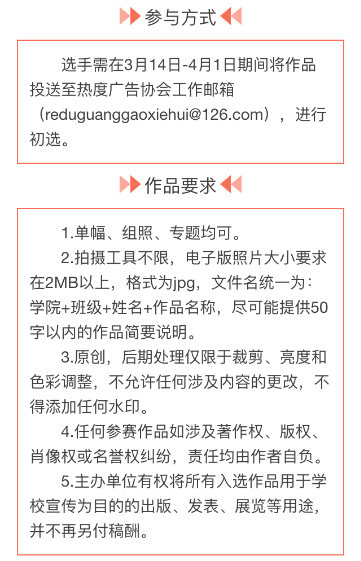 参与方式
选手需在3月14日-4月1日期间将作品
投送至热度广告协会工作邮箱
（reduguanggaoxiehui@126.com），进行
初选。
作品要求
1.单幅、组照、专题均可。
2.拍摄工具不限，电子版照片大小要求
在2MB以上，格式为jpg，文件名统一为：
学院+班级+姓名+作品名称，尽可能提供50
字以内的作品简要说明。
3.原创，后期处理仅限于裁剪、亮度和
色彩调整，不允许任何涉及内容的更改，不
得添加任何水印。
4.任何参赛作品如涉及著作权、版权、
肖像权或名誉权纠纷，责任均由作者自负。
5.主办单位有权将所有入选作品用于学
校宣传为目的的出版、发表、展览等用途，
并不再另付稿酬。